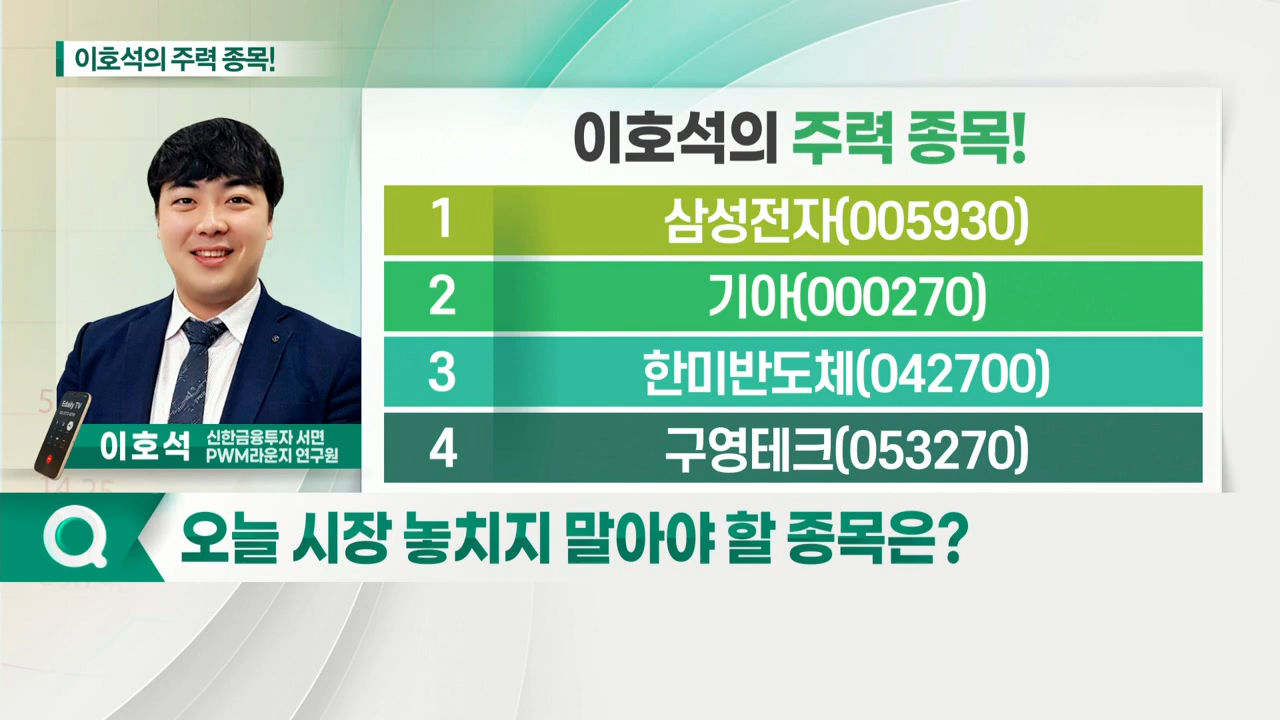 이호석의 주력 종목!
이호석의 주력 종목!
1 삼성전자(005930)
2 기아(000270)
3 한미반도체(042700)
4 구영테크(053270)
Edaily TV
이호석 신한금융투자 서면
PWM라운지 연구원
오늘 시장 놓치지 말아야 할 종목은?